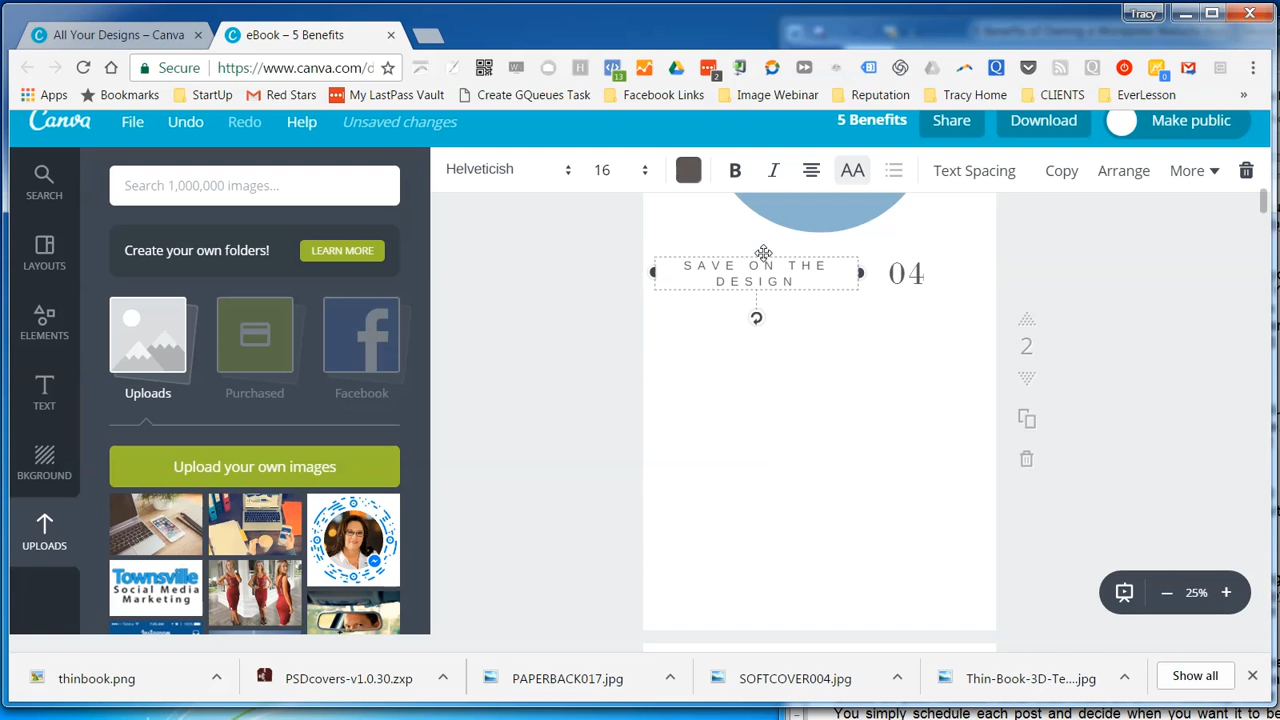 Tracy
All Your Designs – Canva
eBook – 5 Benefits
Secure
https://www.canva.com/d
13
2
0
Apps
Bookmarks
StartUp
Gmail - Red Stars
My LastPass Vault
Create GQueues Task
Facebook Links
Image Webinar
Reputation
Tracy Home
CLIENTS
EverLesson
»
Canva
File
Undo
Redo
Help
Unsaved changes
5 Benefits
Share
Download
Make public
SEARCH
LAYOUTS
ELEMENTS
TEXT
BKGROUND
UPLOADS
Search 1,000,000 images...
Create your own folders!
LEARN MORE
Uploads
Purchased
Facebook
Upload your own images
Townsville
Social Media
Marketing
Helveticish
16
B
I
AA
Text Spacing
Copy
Arrange
More
SAVE ON THE
DESIGN
04
2
25%
thinbook.png
PSDcovers-v1.0.30.zxp
PAPERBACK017.jpg
SOFTCOVER004.jpg
Thin-Book-3D-Te....jpg
Show all
You simply schedule each post and decide when you want it to be